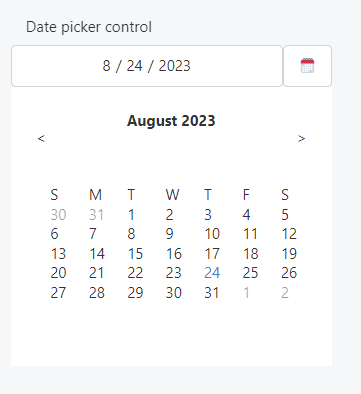 Date picker control
8 / 24 / 2023
August 2023
< >
S M T W T F S
30 31 1 2 3 4 5
6 7 8 9 10 11 12
13 14 15 16 17 18 19
20 21 22 23 24 25 26
27 28 29 30 31 1 2